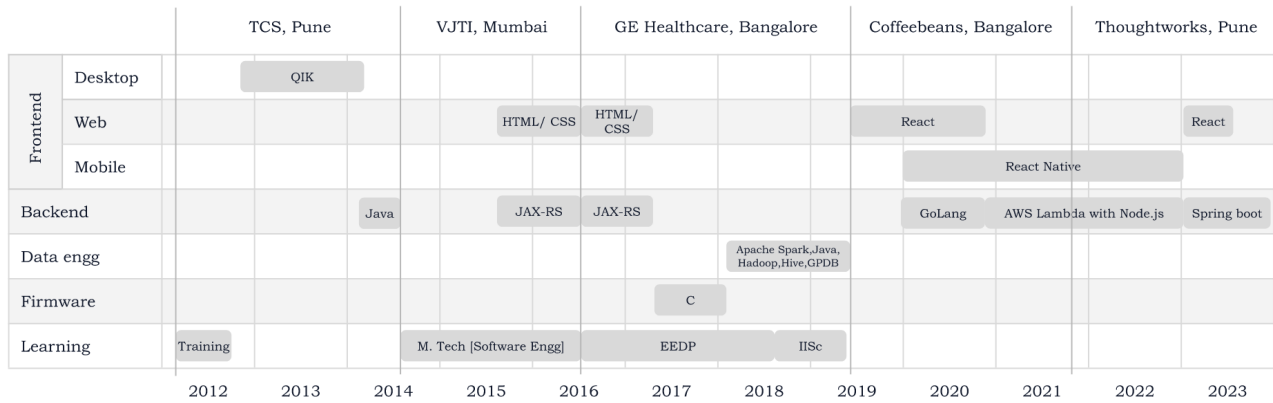 TCS, Pune
VJTI, Mumbai
GE Healthcare, Bangalore
Coffeebeans, Bangalore
Thoughtworks, Pune
Frontend
Desktop
QIK
Web
HTML/ CSS
HTML/
CSS
React
React
Mobile
React Native
Backend
Java
JAX-RS
JAX-RS
GoLang
AWS Lambda with Node.js
Spring boot
Data engg
Apache Spark,Java,
Hadoop,Hive,GPDB
Firmware
C
Learning
Training
M. Tech [Software Engg]
EEDP
IISc
2012
2013
2014
2015
2016
2017
2018
2019
2020
2021
2022
2023